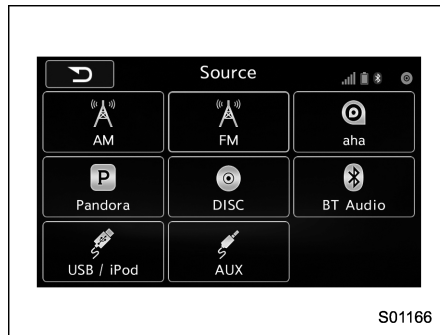 Source
AM
FM
aha
P
Pandora
DISC
BT Audio
USB / iPod
AUX
S01166